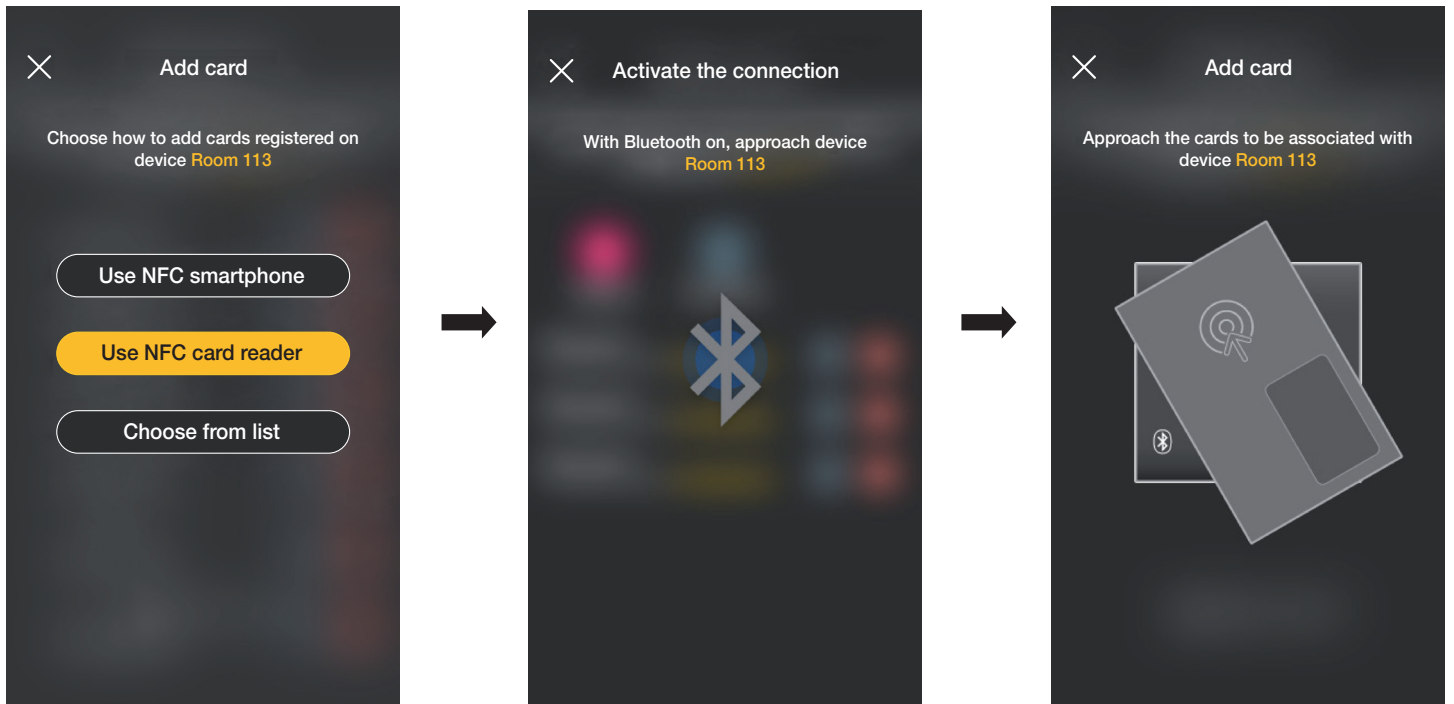 Add card
Choose how to add cards registered on
device Room 113
Use NFC smartphone
Use NFC card reader
Choose from list
Activate the connection
With Bluetooth on, approach device
Room 113
Add card
Approach the cards to be associated with
device Room 113